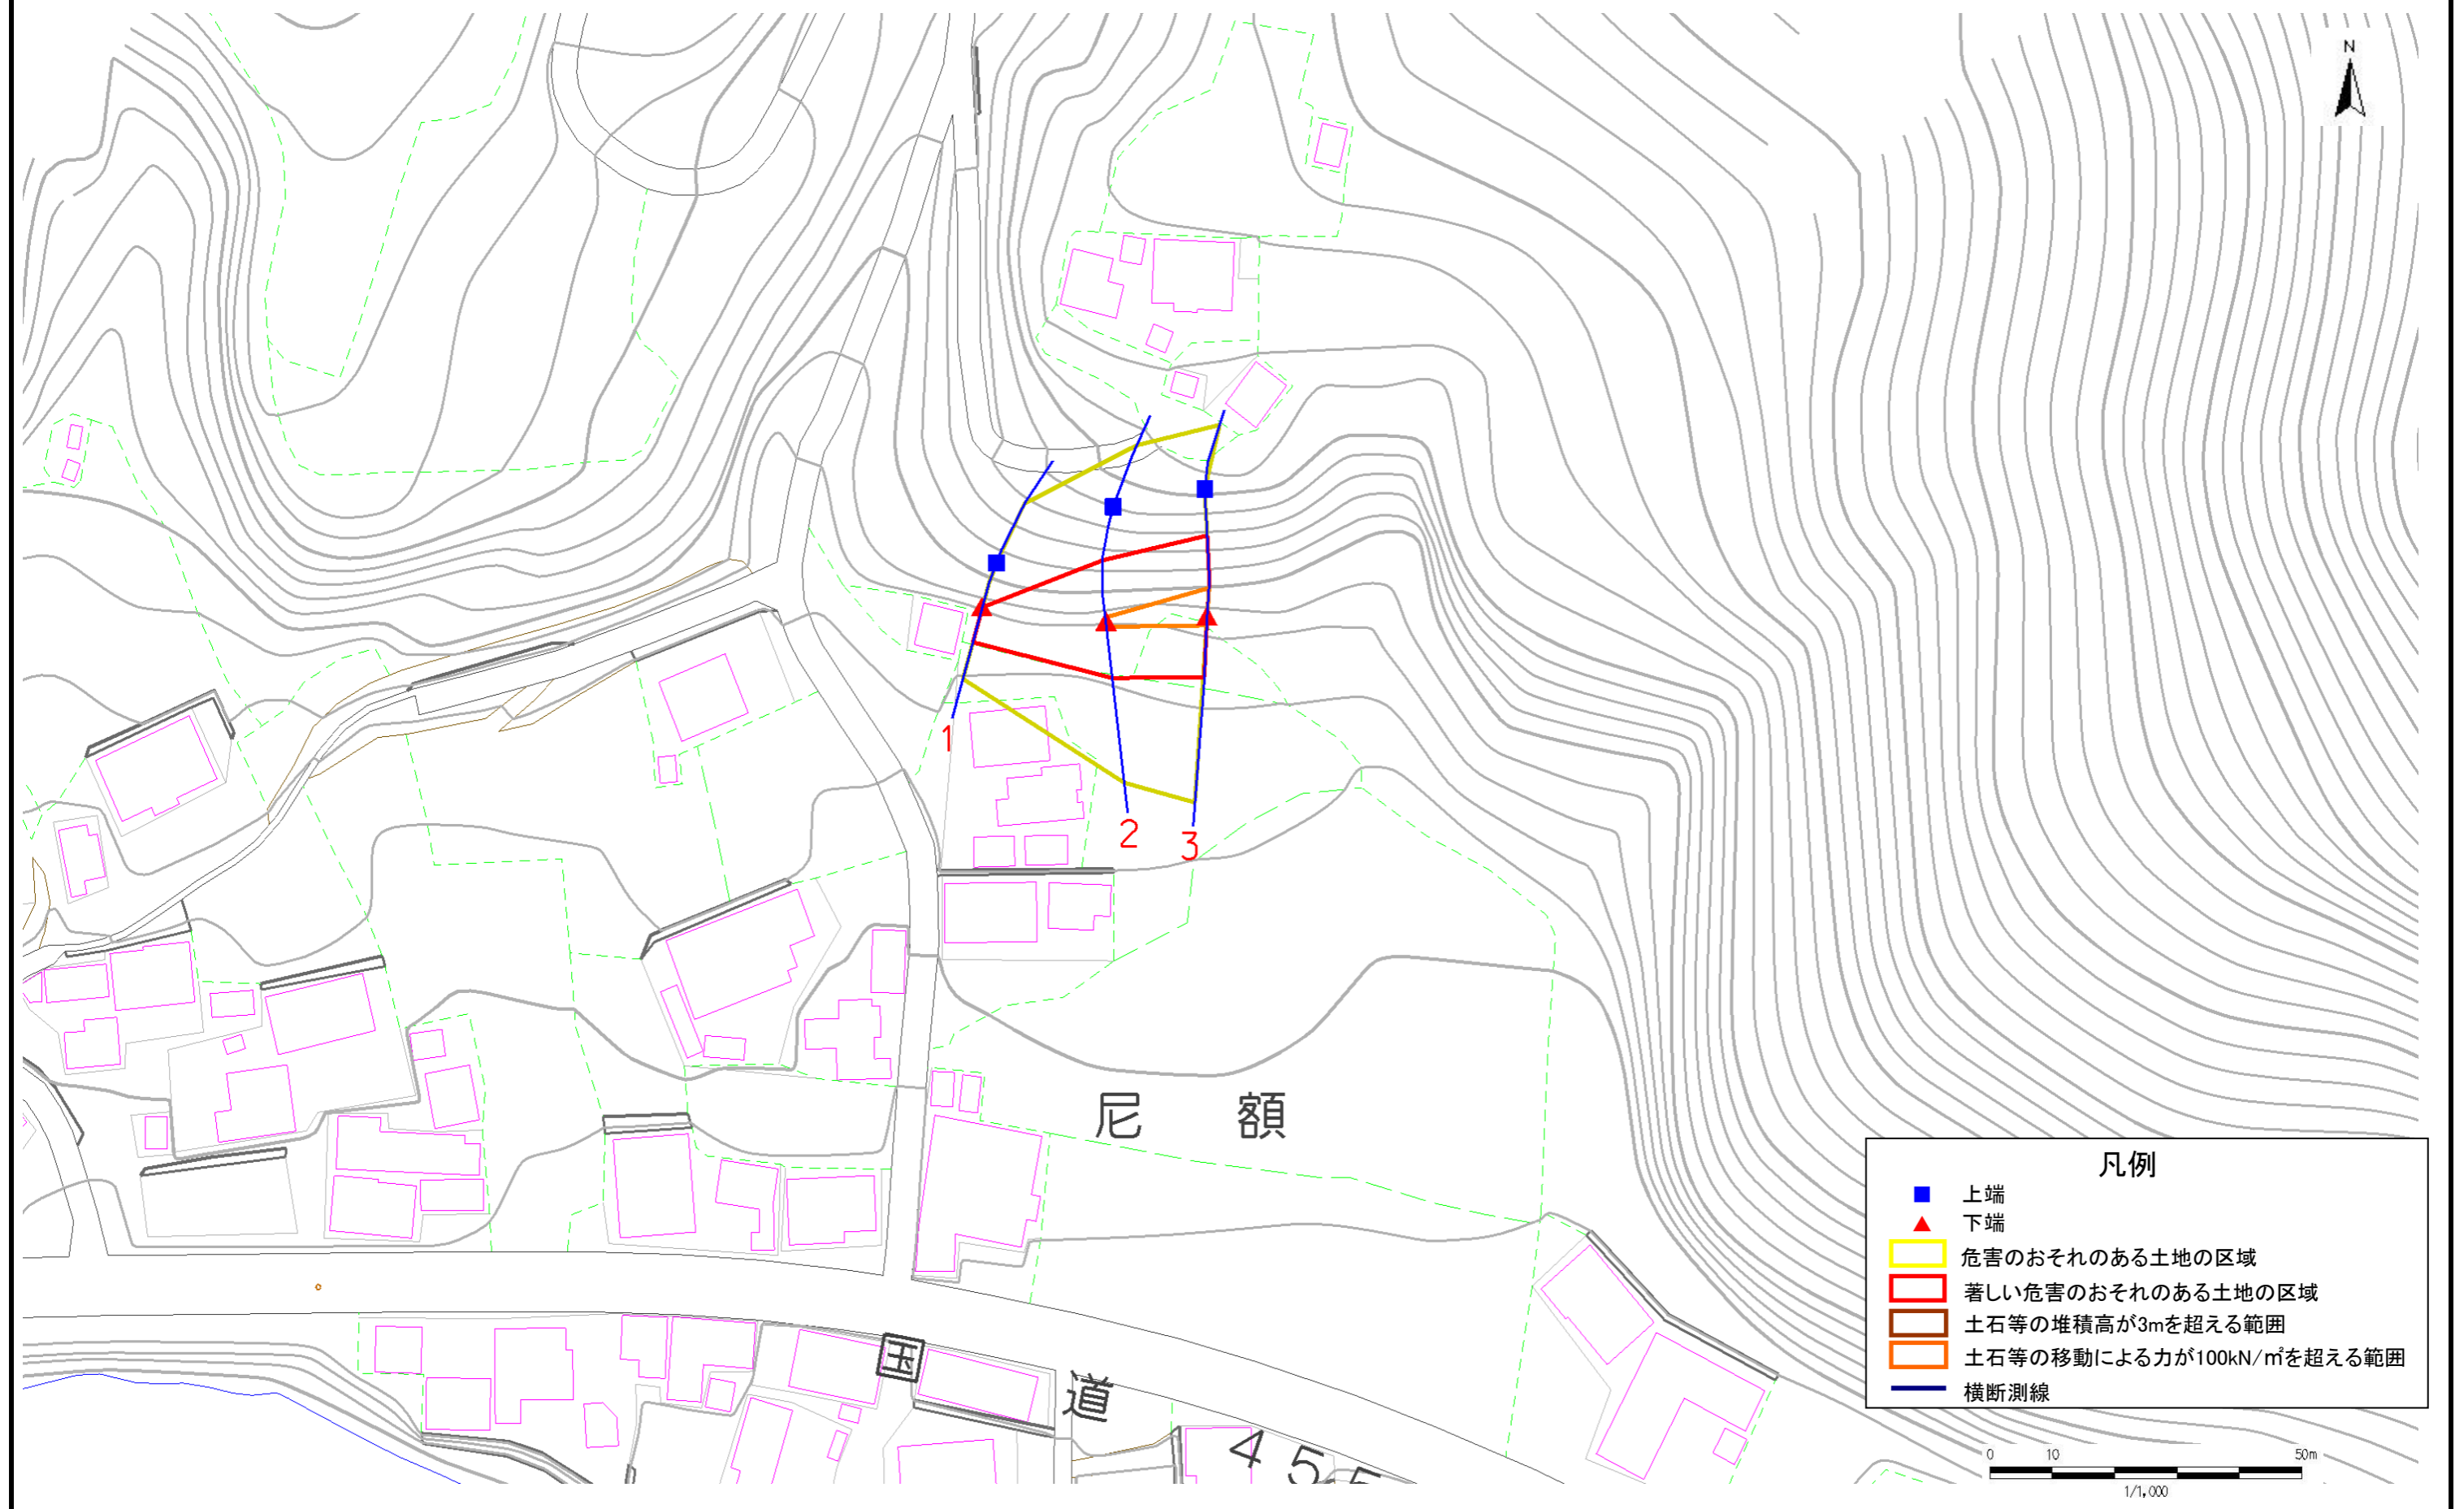 N
1
2
3
尼 額
凡例
上端
下端
危害のおそれのある土地の区域
著しい危害のおそれのある土地の区域
土石等の堆積高が3mを超える範囲
土石等の移動による力が100kN/㎡を超える範囲
横断測線
国
道
455
0 10 50m
1/1,000